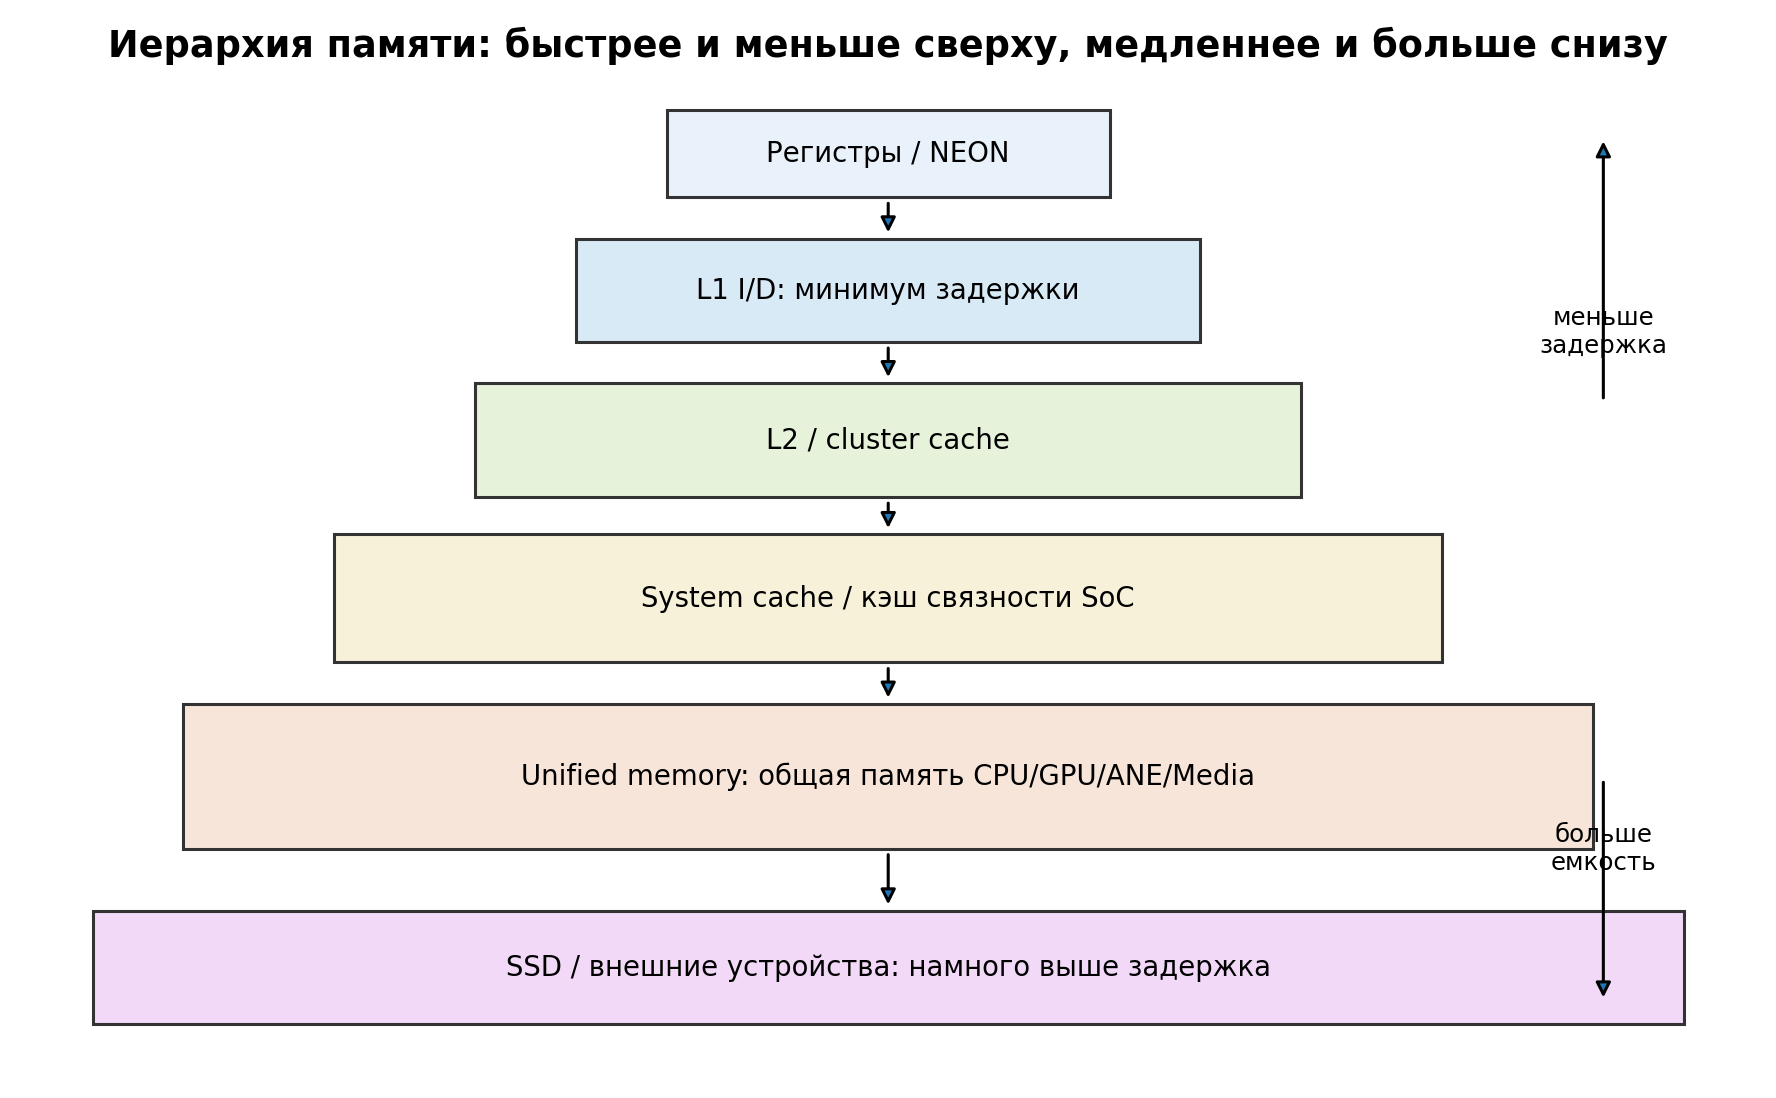 Иерархия памяти: быстрее и меньше сверху, медленнее и больше снизу
Регистры / NEON
L1 I/D: минимум задержки
меньше
задержка
L2 / cluster cache
System cache / кэш связности SoC
Unified memory: общая память CPU/GPU/ANE/Media
больше
емкость
SSD / внешние устройства: намного выше задержка